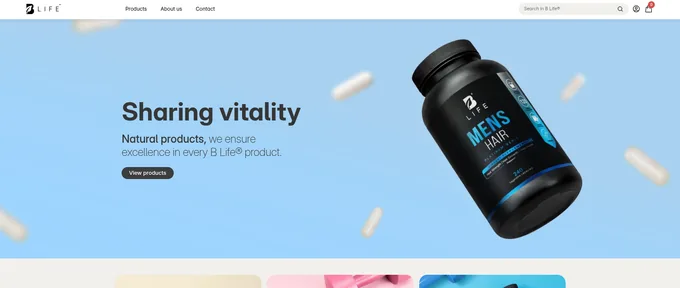 B LIFE
Products
About us
Contact
Search in B Life®
0
Sharing vitality
Natural products, we ensure
excellence in every B Life® product.
View products
B
LIFE
MENS
HAIR